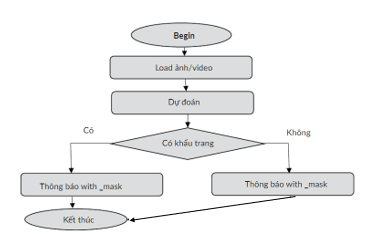 Begin
Load ảnh/video
Dự đoán
Có khẩu trang
Có
Không
Thông báo with _mask
Thông báo with _mask
Kết thúc